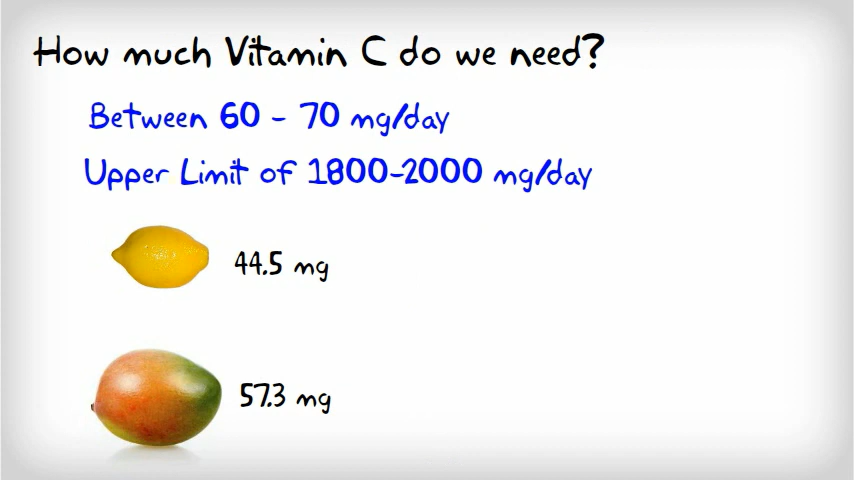 How much Vitamin C do we need?
Between 60 - 70 mg/day
Upper Limit of 1800-2000 mg/day
44.5 mg
57.3 mg